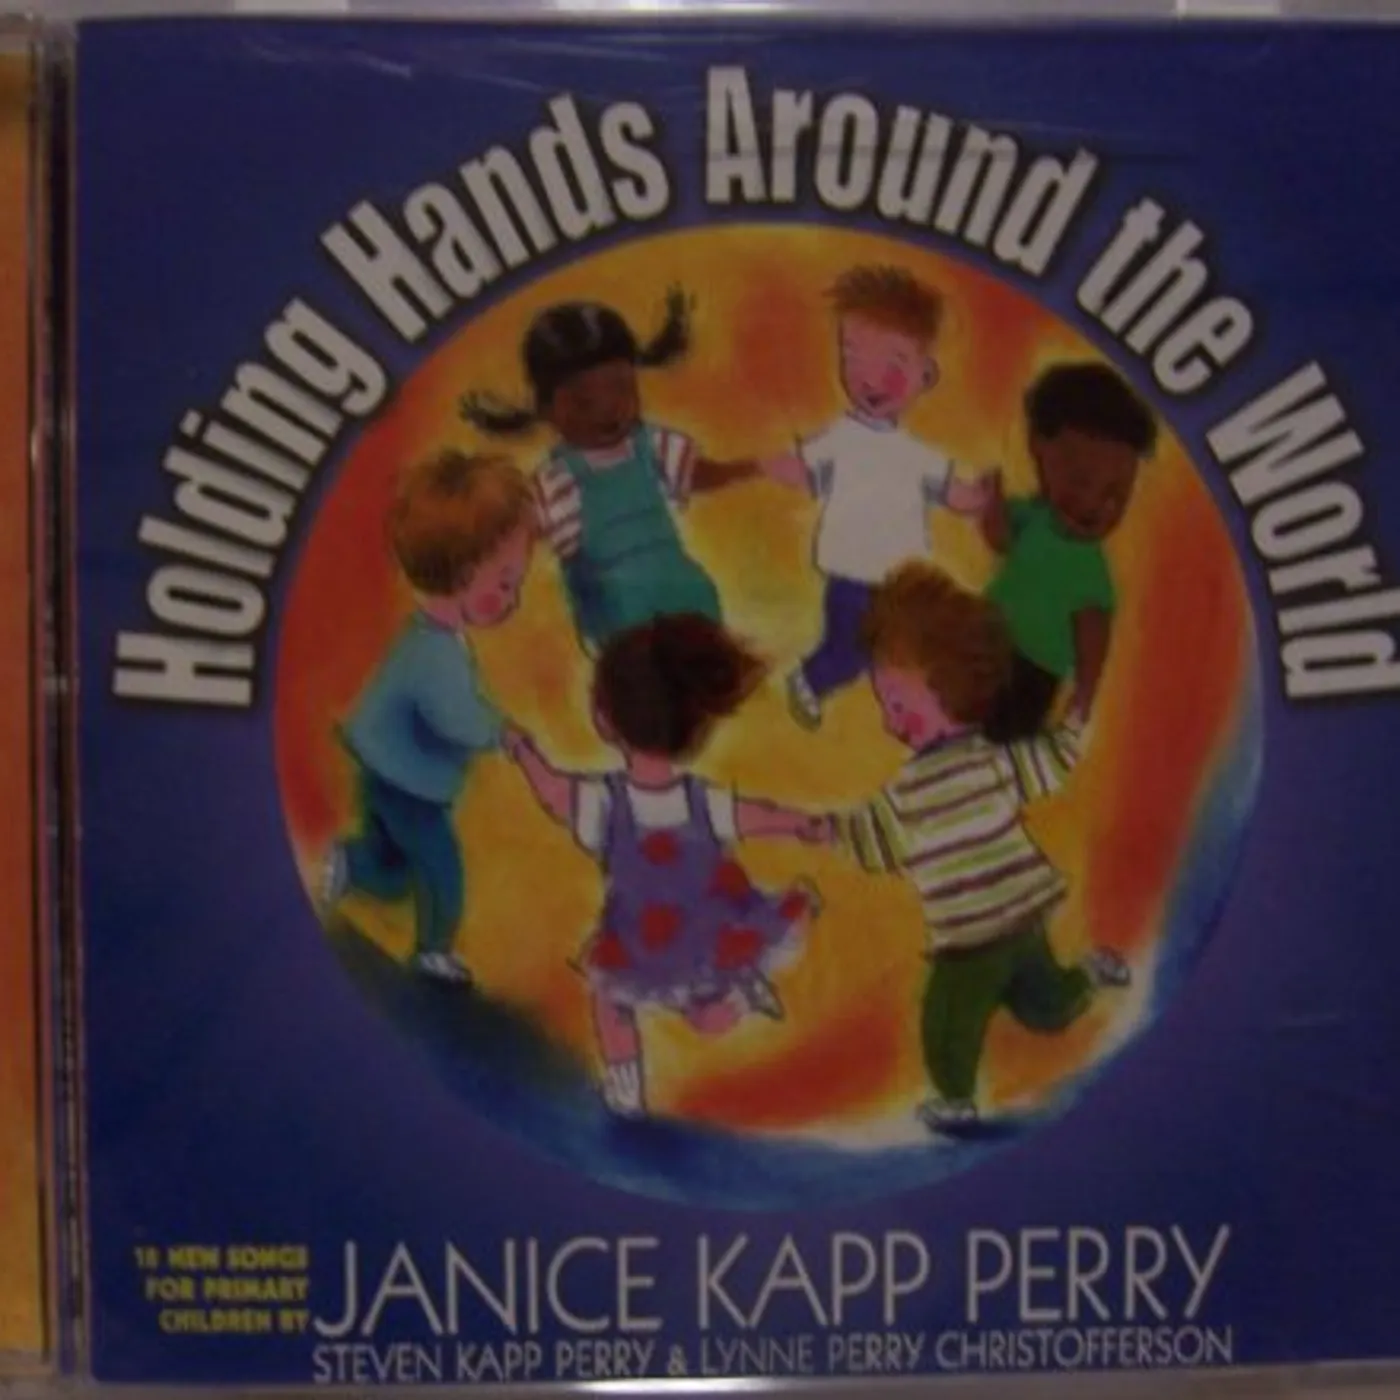 Holding Hands Around the World
18 NEW SONGS
FOR PRIMARY
CHILDREN BY
JANICE KAPP PERRY
STEVEN KAPP PERRY & LYNNE PERRY CHRISTOFFERSON